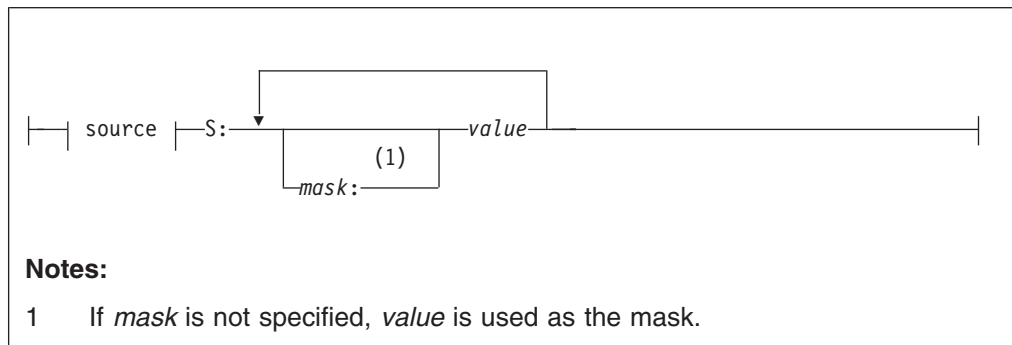 source S: value
(1)
mask:
Notes:
1 If mask is not specified, value is used as the mask.